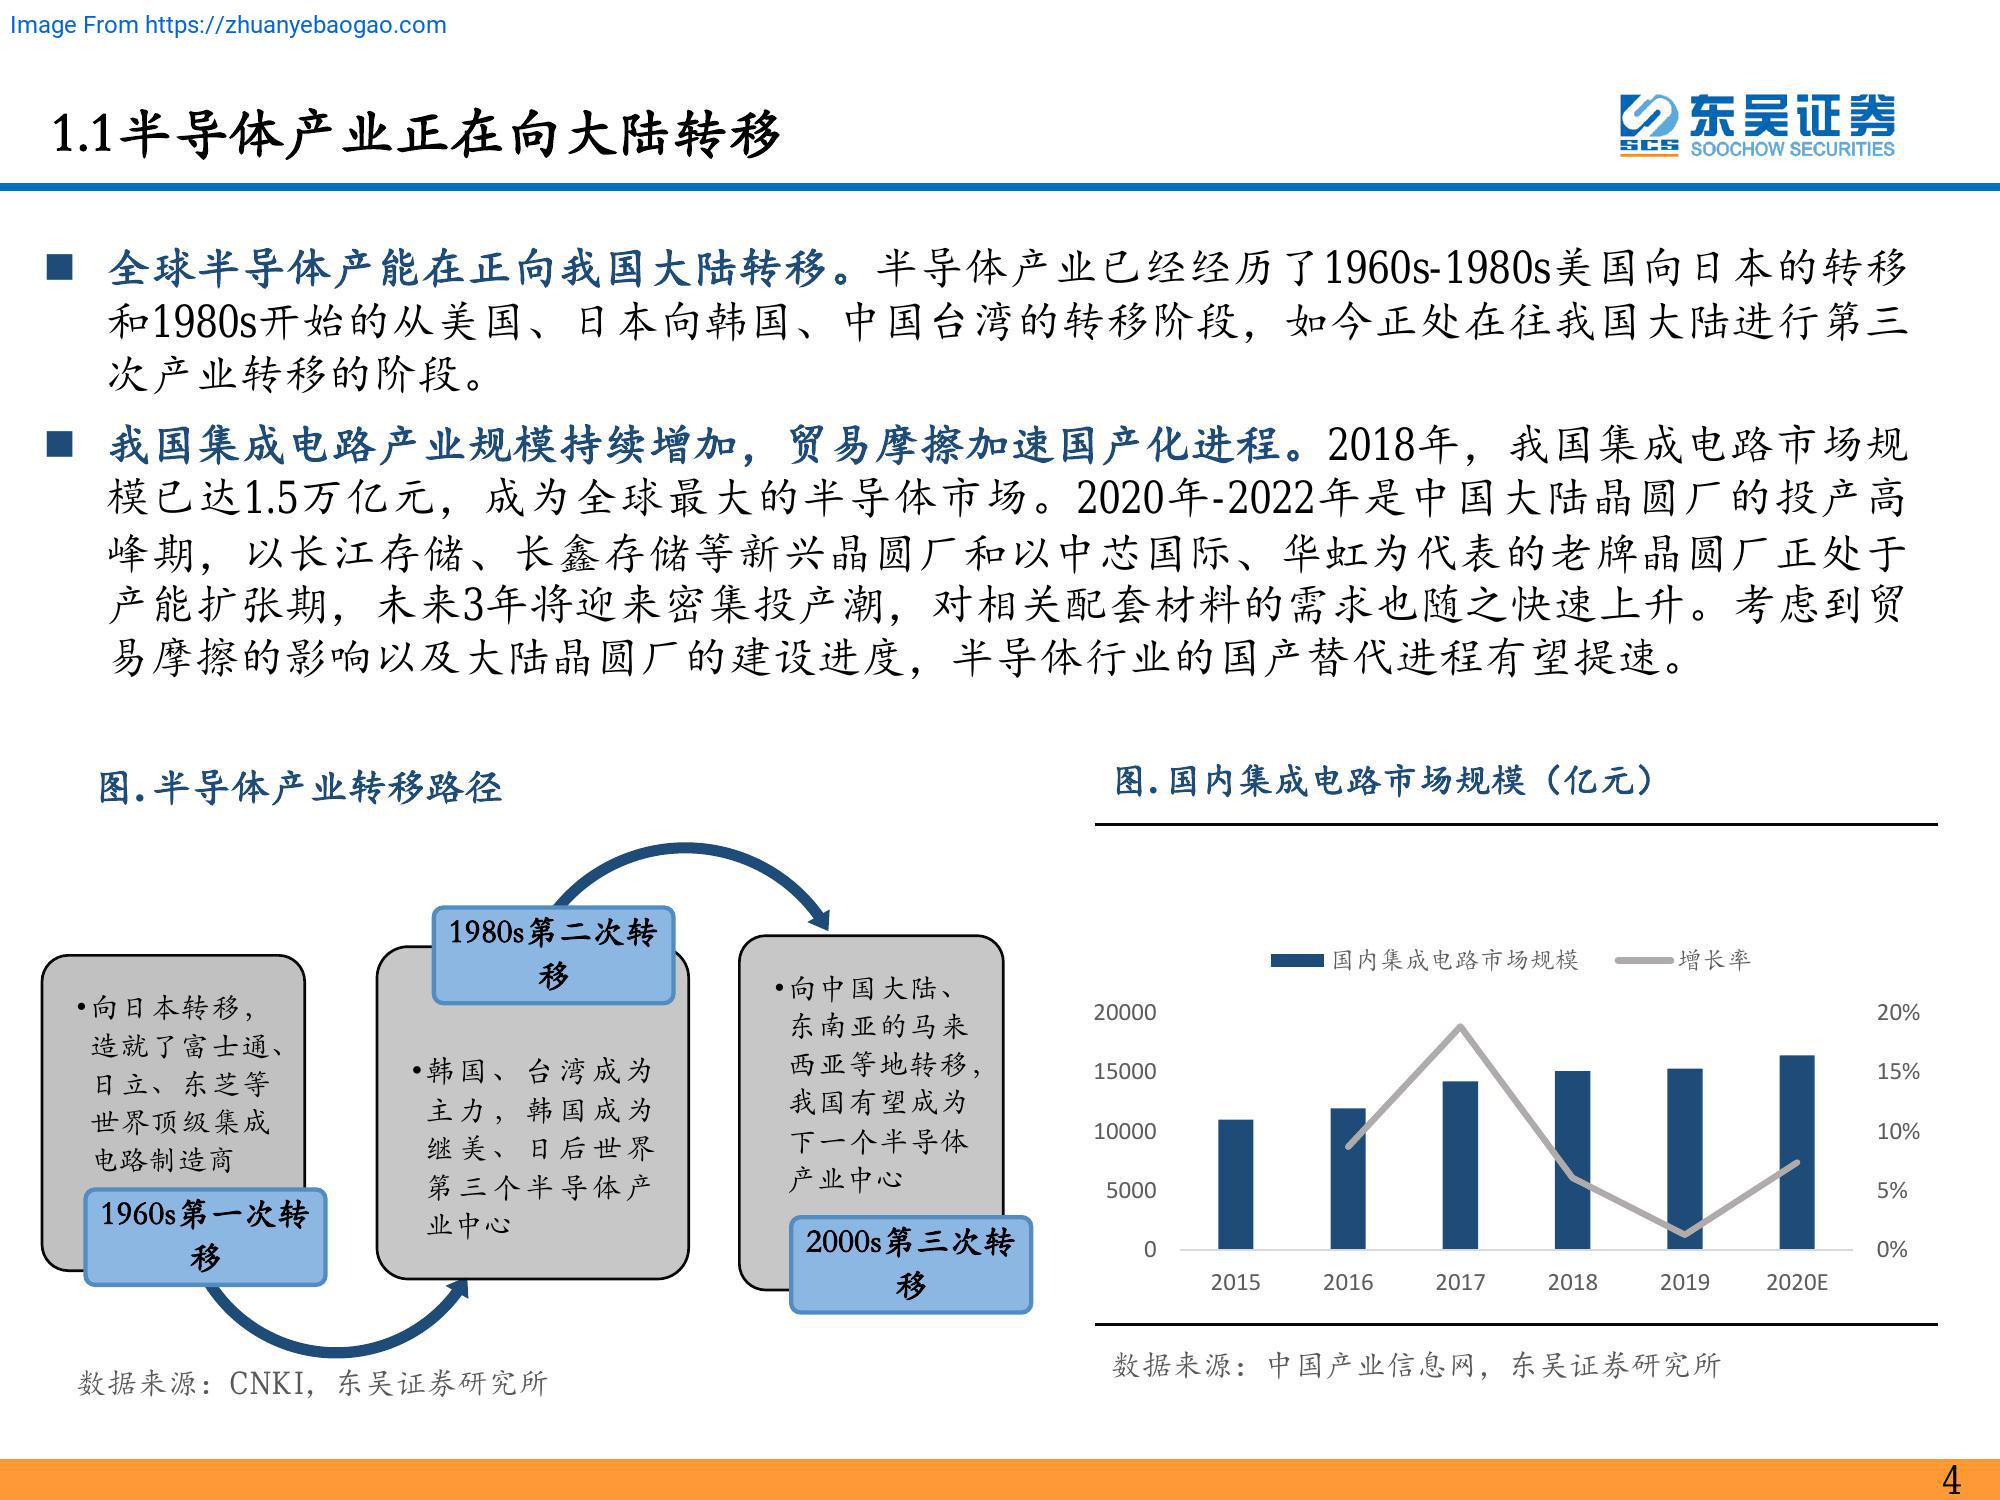 Image From https://zhuanyebaogao.com
1.1半导体产业正在向大陆转移
东吴证券
SCS
SOOCHOW SECURITIES
全球半导体产能在正向我国大陆转移。半导体产业已经经历了1960s-1980s美国向日本的转移
和1980s开始的从美国、日本向韩国、中国台湾的转移阶段，如今正处在往我国大陆进行第三
次产业转移的阶段。
我国集成电路产业规模持续增加，贸易摩擦加速国产化进程。2018年，我国集成电路市场规
模已达1.5万亿元，成为全球最大的半导体市场。2020年-2022年是中国大陆晶圆厂的投产高
峰期，以长江存储、长鑫存储等新兴晶圆厂和以中芯国际、华虹为代表的老牌晶圆厂正处于
产能扩张期，未来3年将迎来密集投产潮，对相关配套材料的需求也随之快速上升。考虑到贸
易摩擦的影响以及大陆晶圆厂的建设进度，半导体行业的国产替代进程有望提速。
图.半导体产业转移路径
•向日本转移，
造就了富士通、
日立、东芝等
世界顶级集成
电路制造商
1960s第一次转
移
1980s第二次转
移
•韩国、台湾成为
主力，韩国成为
继美、日后世界
第三个半导体产
业中心
•向中国大陆、
东南亚的马来
西亚等地转移，
我国有望成为
下一个半导体
产业中心
2000s第三次转
移
数据来源：CNKI，东吴证券研究所
图.国内集成电路市场规模（亿元）
国内集成电路市场规模 增长率
20000 20%
15000 15%
10000 10%
5000 5%
0 0%
2015 2016 2017 2018 2019 2020E
数据来源：中国产业信息网，东吴证券研究所
4